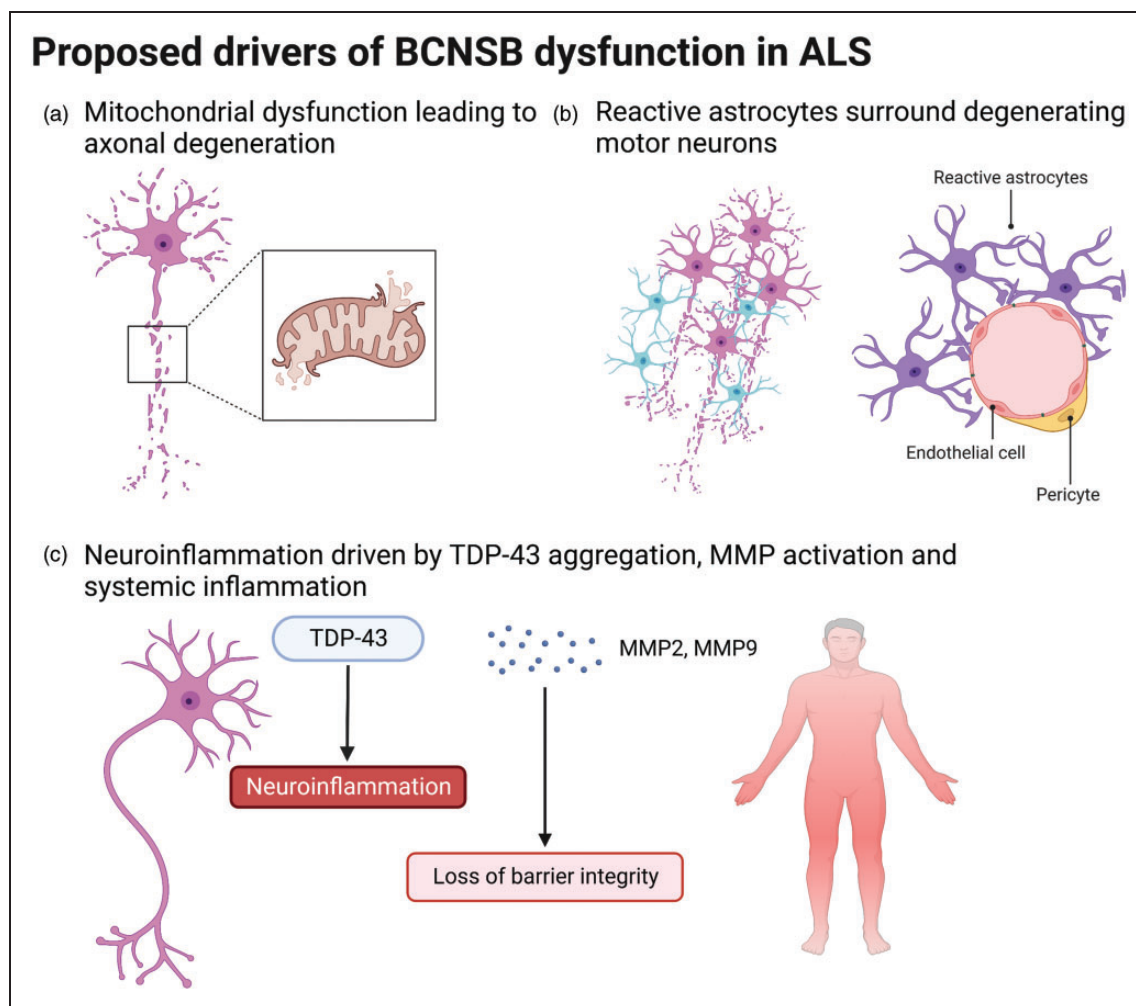 Proposed drivers of BCNSB dysfunction in ALS
(a) Mitochondrial dysfunction leading to
axonal degeneration
(b) Reactive astrocytes surround degenerating
motor neurons
Reactive astrocytes
Endothelial cell
Pericyte
(c) Neuroinflammation driven by TDP-43 aggregation, MMP activation and
systemic inflammation
TDP-43
MMP2, MMP9
Neuroinflammation
Loss of barrier integrity